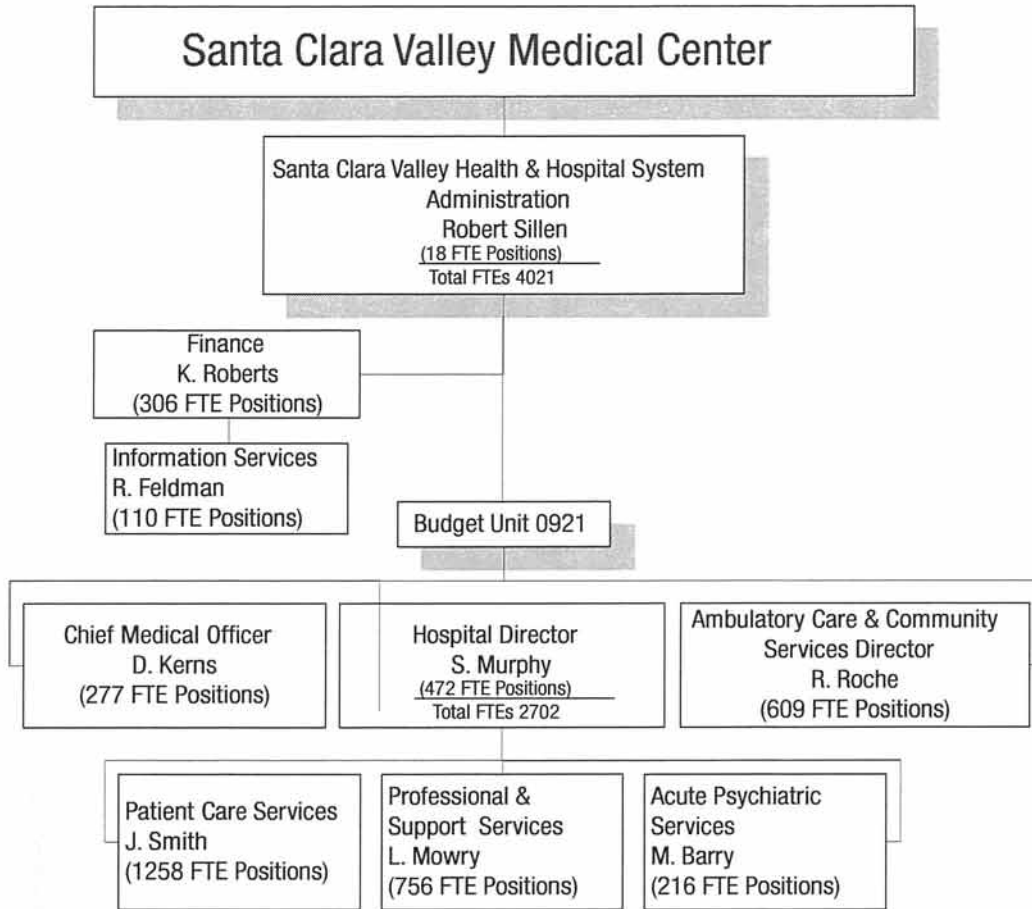 Santa Clara Valley Medical Center
Santa Clara Valley Health & Hospital System
Administration
Robert Sillen
(18 FTE Positions)
Total FTEs 4021
Finance
K. Roberts
(306 FTE Positions)
Information Services
R. Feldman
(110 FTE Positions)
Budget Unit 0921
Chief Medical Officer
D. Kerns
(277 FTE Positions)
Hospital Director
S. Murphy
(472 FTE Positions)
Total FTEs 2702
Ambulatory Care & Community
Services Director
R. Roche
(609 FTE Positions)
Patient Care Services
J. Smith
(1258 FTE Positions)
Professional &
Support Services
L. Mowry
(756 FTE Positions)
Acute Psychiatric
Services
M. Barry
(216 FTE Positions)